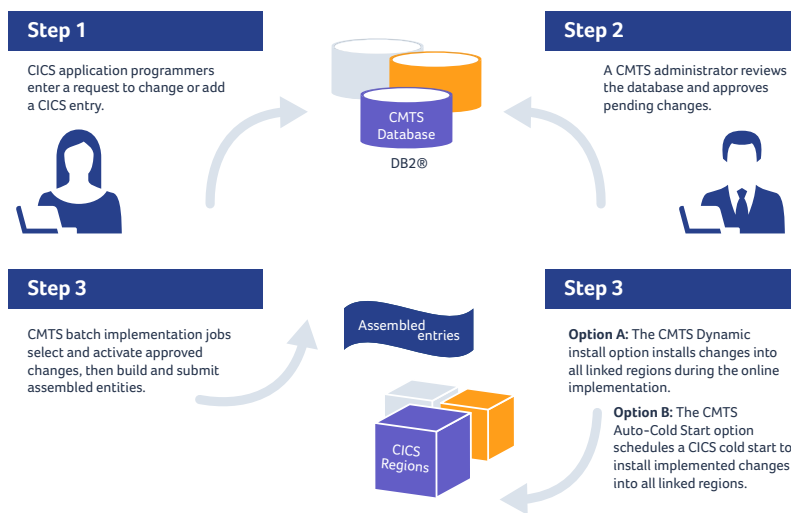 Step 1
CICS application programmers
enter a request to change or add
a CICS entry.
CMTS
Database
DB2®
Step 2
A CMTS administrator reviews
the database and approves
pending changes.
Step 3
CMTS batch implementation jobs
select and activate approved
changes, then build and submit
assembled entities.
Assembled
entries
CICS
Regions
Step 3
Option A: The CMTS Dynamic
install option installs changes into
all linked regions during the online
implementation.
Option B: The CMTS
Auto-Cold Start option
schedules a CICS cold start to
install implemented changes
into all linked regions.